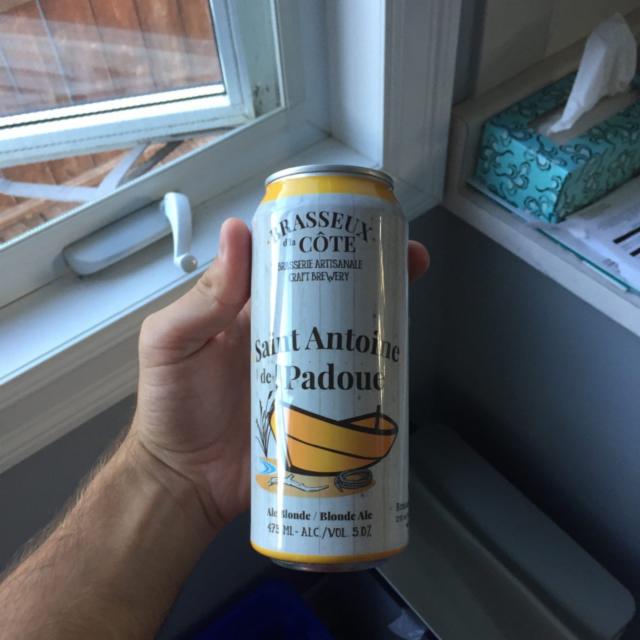 BRASSEUX
du CÔTE
BRASSERIE ARTISANALE
CRAFT BREWERY
Saint Antoine
de Padoue
Ale Blonde / Blonde Ale
473 ML - ALC./VOL. 5.0%